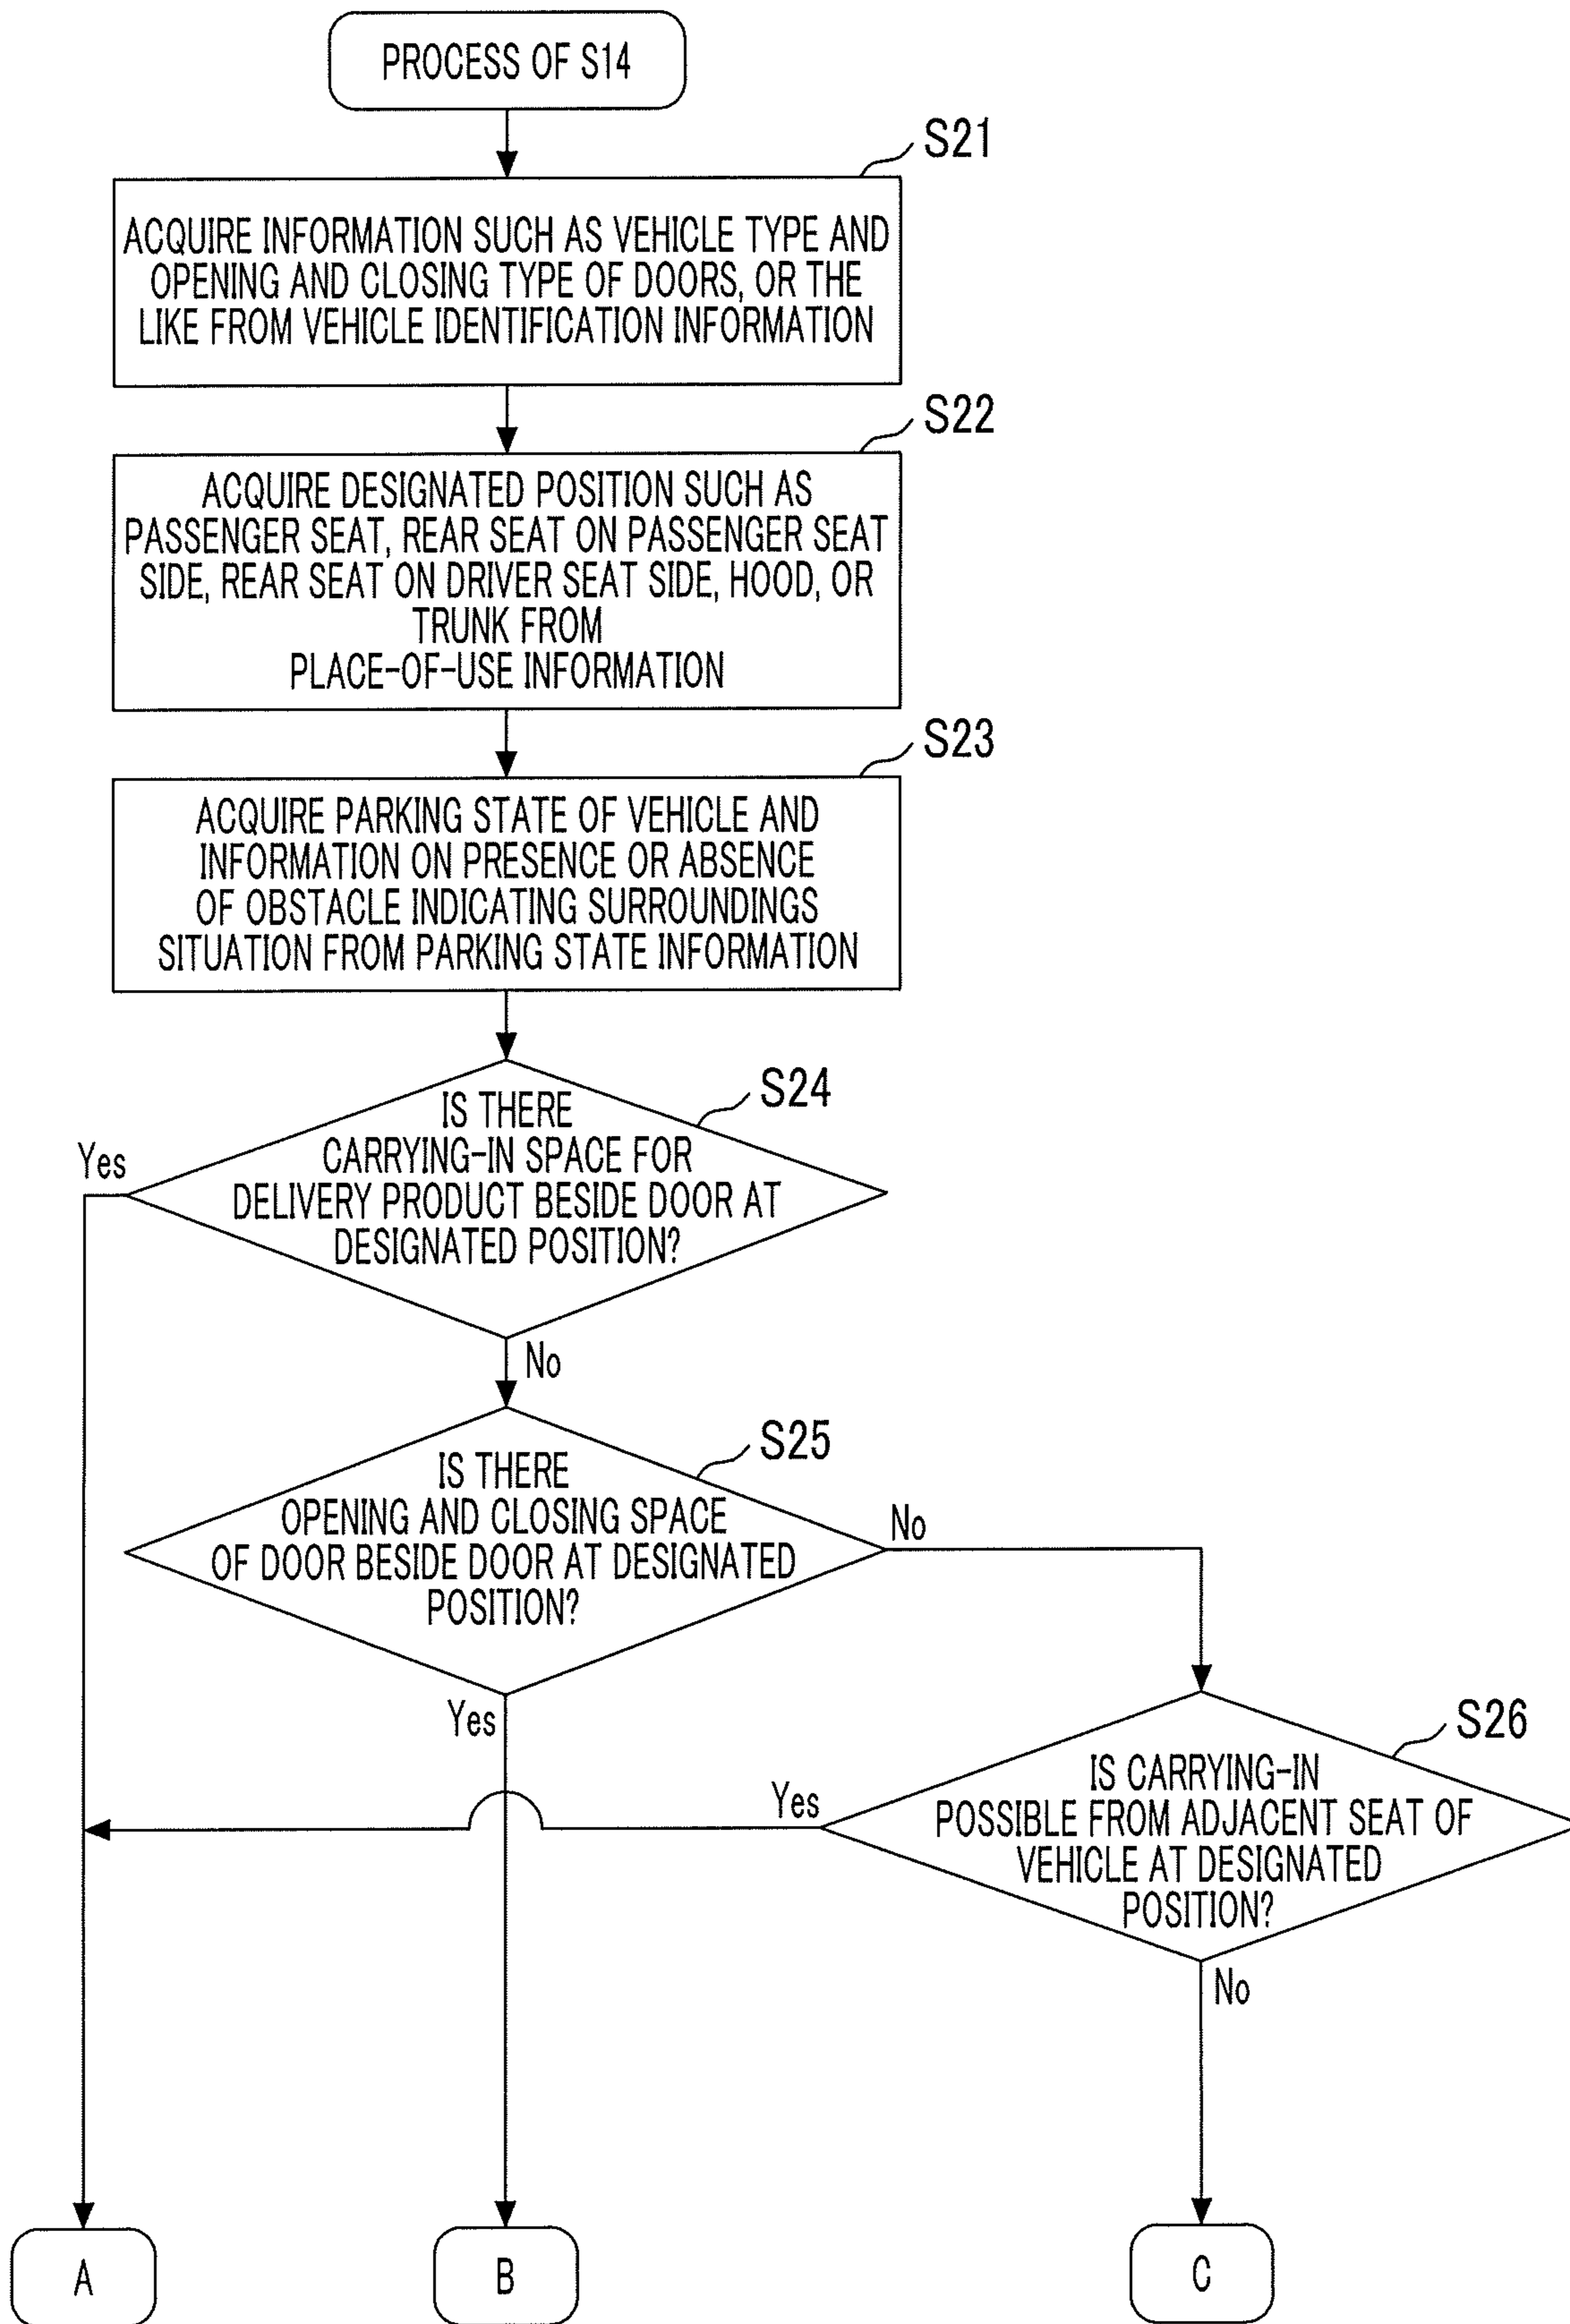 PROCESS OF S14
S21
ACQUIRE INFORMATION SUCH AS VEHICLE TYPE AND
OPENING AND CLOSING TYPE OF DOORS, OR THE
LIKE FROM VEHICLE IDENTIFICATION INFORMATION
S22
ACQUIRE DESIGNATED POSITION SUCH AS
PASSENGER SEAT, REAR SEAT ON PASSENGER SEAT
SIDE, REAR SEAT ON DRIVER SEAT SIDE, HOOD, OR
TRUNK FROM
PLACE-OF-USE INFORMATION
S23
ACQUIRE PARKING STATE OF VEHICLE AND
INFORMATION ON PRESENCE OR ABSENCE
OF OBSTACLE INDICATING SURROUNDINGS
SITUATION FROM PARKING STATE INFORMATION
S24
IS THERE
CARRYING-IN SPACE FOR
DELIVERY PRODUCT BESIDE DOOR AT
DESIGNATED POSITION?
Yes
No
S25
IS THERE
OPENING AND CLOSING SPACE
OF DOOR BESIDE DOOR AT DESIGNATED
POSITION?
No
Yes
S26
IS CARRYING-IN
POSSIBLE FROM ADJACENT SEAT OF
VEHICLE AT DESIGNATED
POSITION?
Yes
No
A
B
C